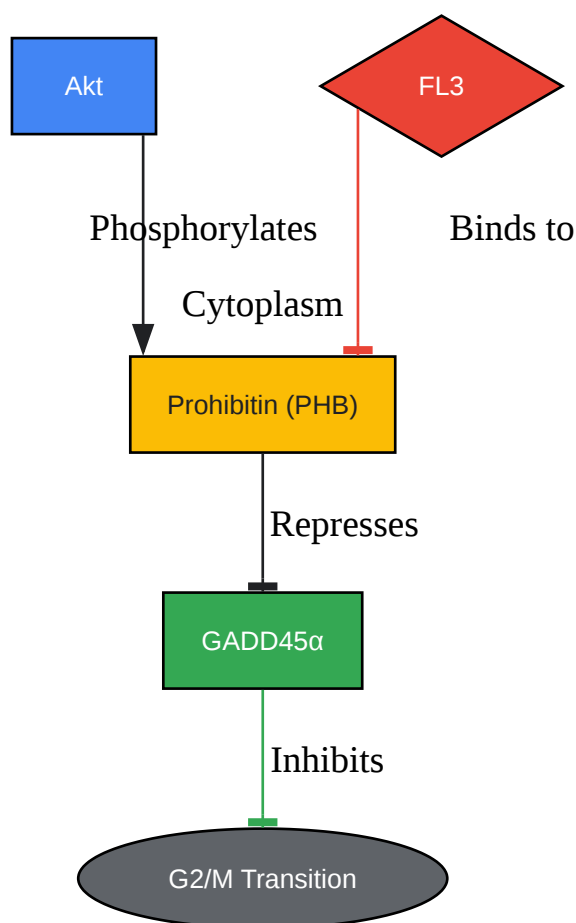 Akt
FL3
Phosphorylates
Binds to
Cytoplasm
Prohibitin (PHB)
Represses
GADD45α
Inhibits
G2/M Transition